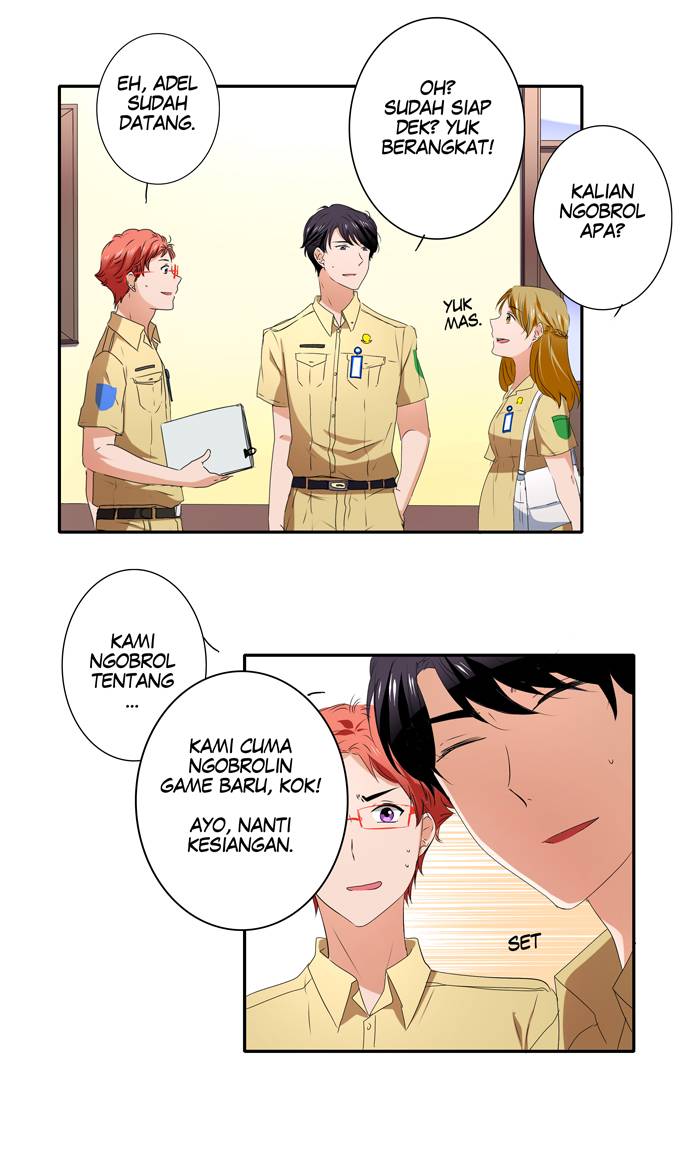 EH, ADEL
SUDAH
DATANG.
OH?
SUDAH SIAP
DEK? YUK
BERANGKAT!
KALIAN
NGOBROL
APA?
YUK
MAS.
KAMI
NGOBROL
TENTANG
...
KAMI CUMA
NGOBROLIN
GAME BARU, KOK!
AYO, NANTI
KESIANGAN.
SET